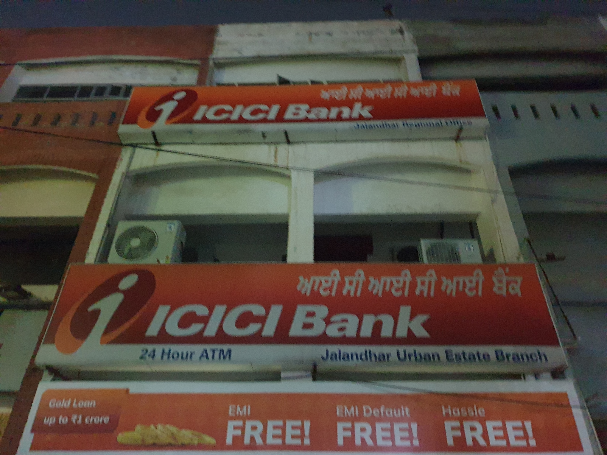 ਆਈ ਸੀ ਆਈ ਸੀ ਆਈ ਬੈਂਕ
ICICI Bank
Jalandhar Regional Office
ਆਈ ਸੀ ਆਈ ਸੀ ਆਈ ਬੈਂਕ
ICICI Bank
24 Hour ATM Jalandhar Urban Estate Branch
Gold Loan
up to ₹1 crore
EMI
FREE!
EMI Default
FREE!
Hassle
FREE!